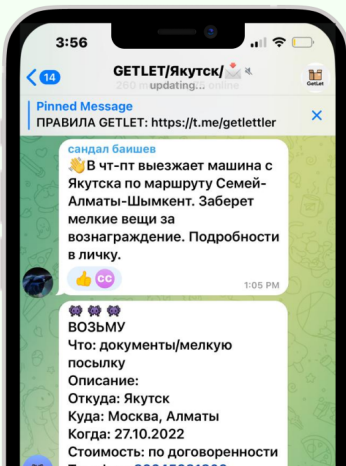 3:56
14
GETLET/Якутск/
updating...
online
GetLet
Pinned Message
ПРАВИЛА GETLET: https://t.me/getlettler
сандал баишев
👋В чт-пт выезжает машина с
Якутска по маршруту Семей-
Алматы-Шымкент. Заберет
мелкие вещи за
вознаграждение. Подробности
в личку.
CC
1:05 PM
ВОЗЬМУ
Что: документы/мелкую
посылку
Описание:
Откуда: Якутск
Куда: Москва, Алматы
Когда: 27.10.2022
Стоимость: по договоренности